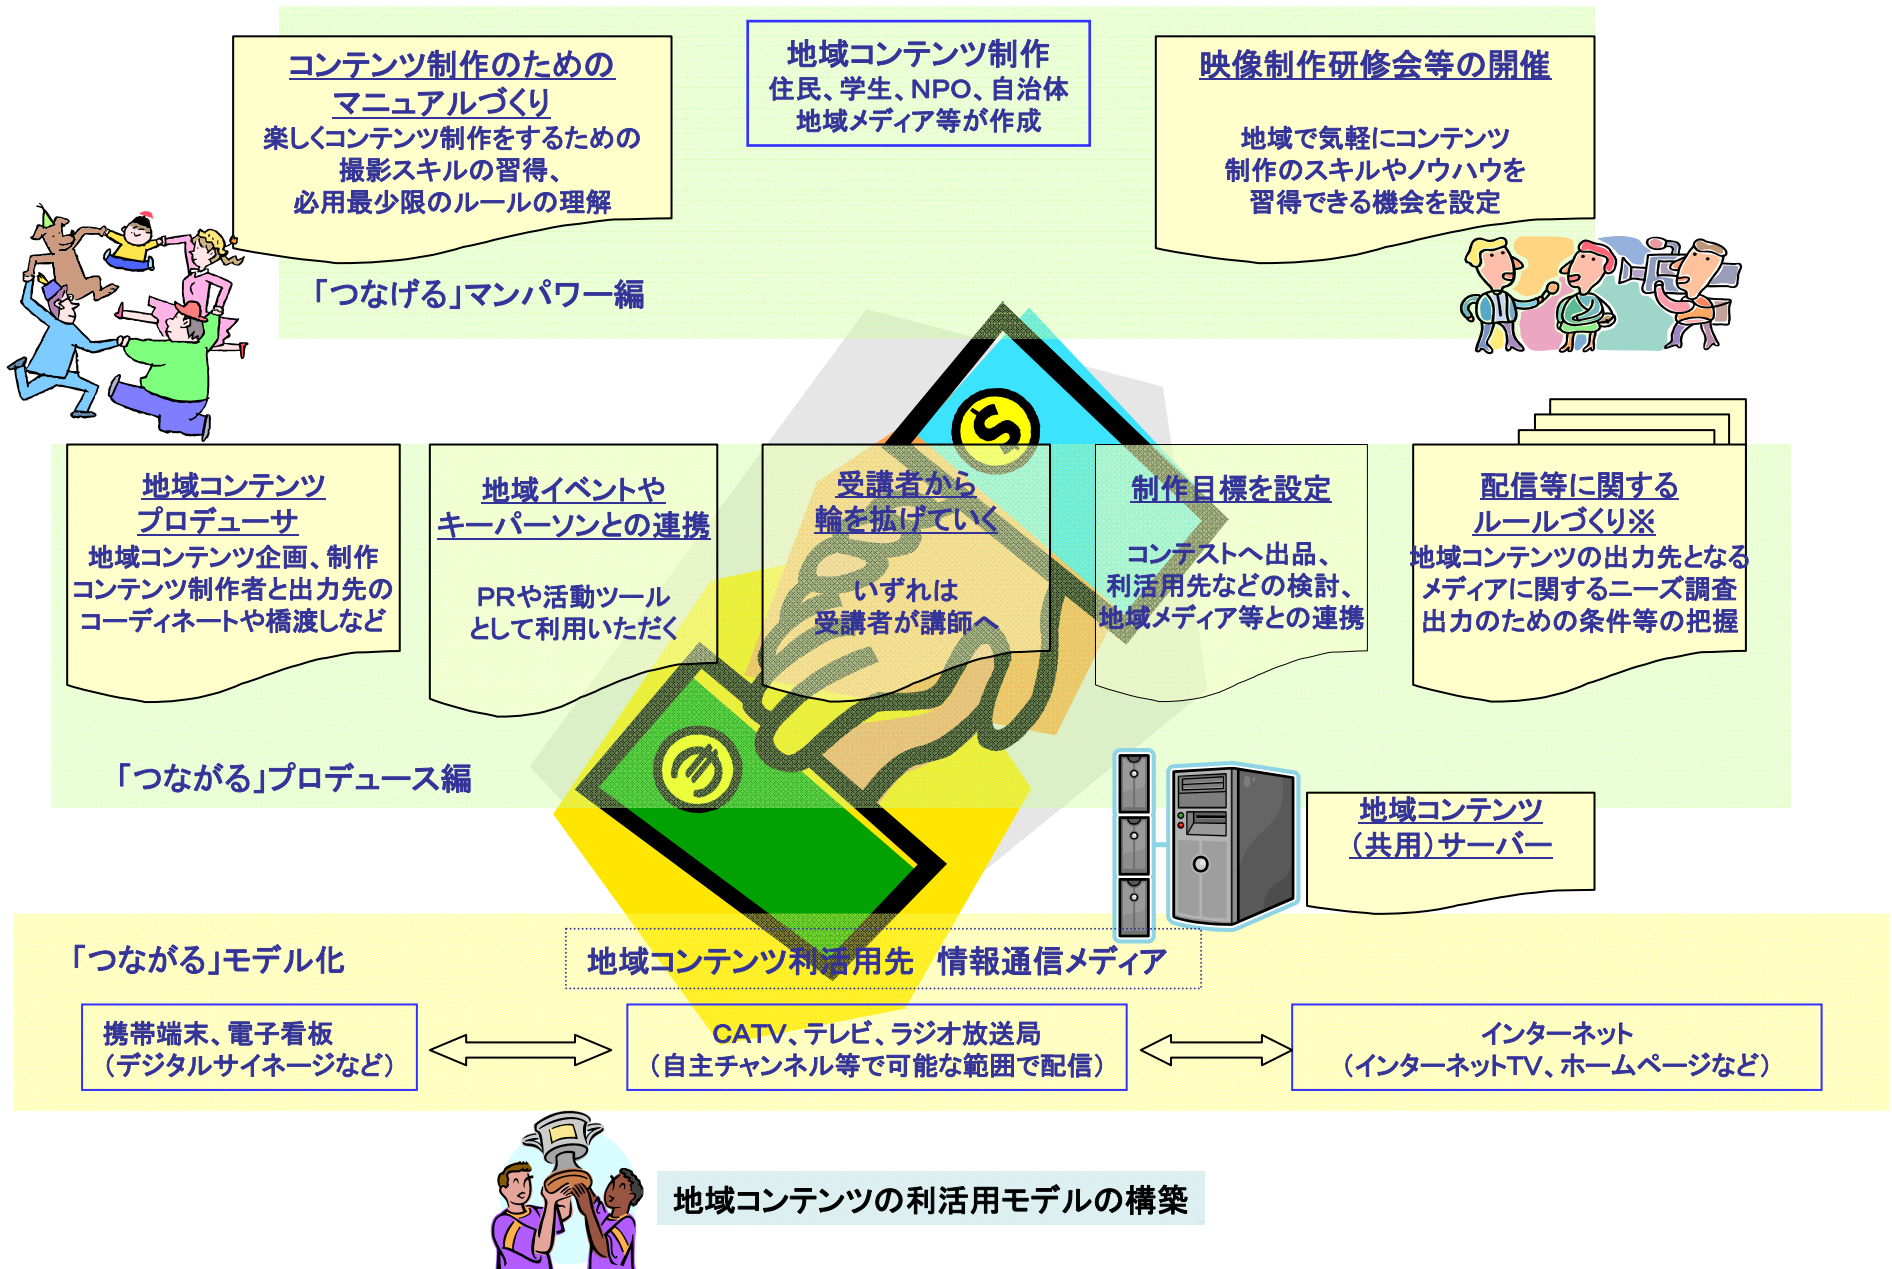 コンテンツ制作のための
マニュアルづくり
楽しくコンテンツ制作をするための
撮影スキルの習得、
必用最少限のルールの理解
地域コンテンツ制作
住民、学生、NPO、自治体
地域メディア等が作成
映像制作研修会等の開催
地域で気軽にコンテンツ
制作のスキルやノウハウを
習得できる機会を設定
「つなげる」マンパワー編
地域コンテンツ
プロデューサ
地域コンテンツ企画、制作
コンテンツ制作者と出力先の
コーディネートや橋渡しなど
地域イベントや
キーパーソンとの連携
PRや活動ツール
として利用いただく
受講者から
輪を拡げていく
いずれは
受講者が講師へ
制作目標を設定
コンテストへ出品、
利活用先などの検討、
地域メディア等との連携
配信等に関する
ルールづくり※
地域コンテンツの出力先となる
メディアに関するニーズ調査
出力のための条件等の把握
「つながる」プロデュース編
地域コンテンツ
（共用）サーバー
「つながる」モデル化
地域コンテンツ利活用先　情報通信メディア
携帯端末、電子看板
（デジタルサイネージなど）
CATV、テレビ、ラジオ放送局
（自主チャンネル等で可能な範囲で配信）
インターネット
（インターネットTV、ホームページなど）
地域コンテンツの利活用モデルの構築